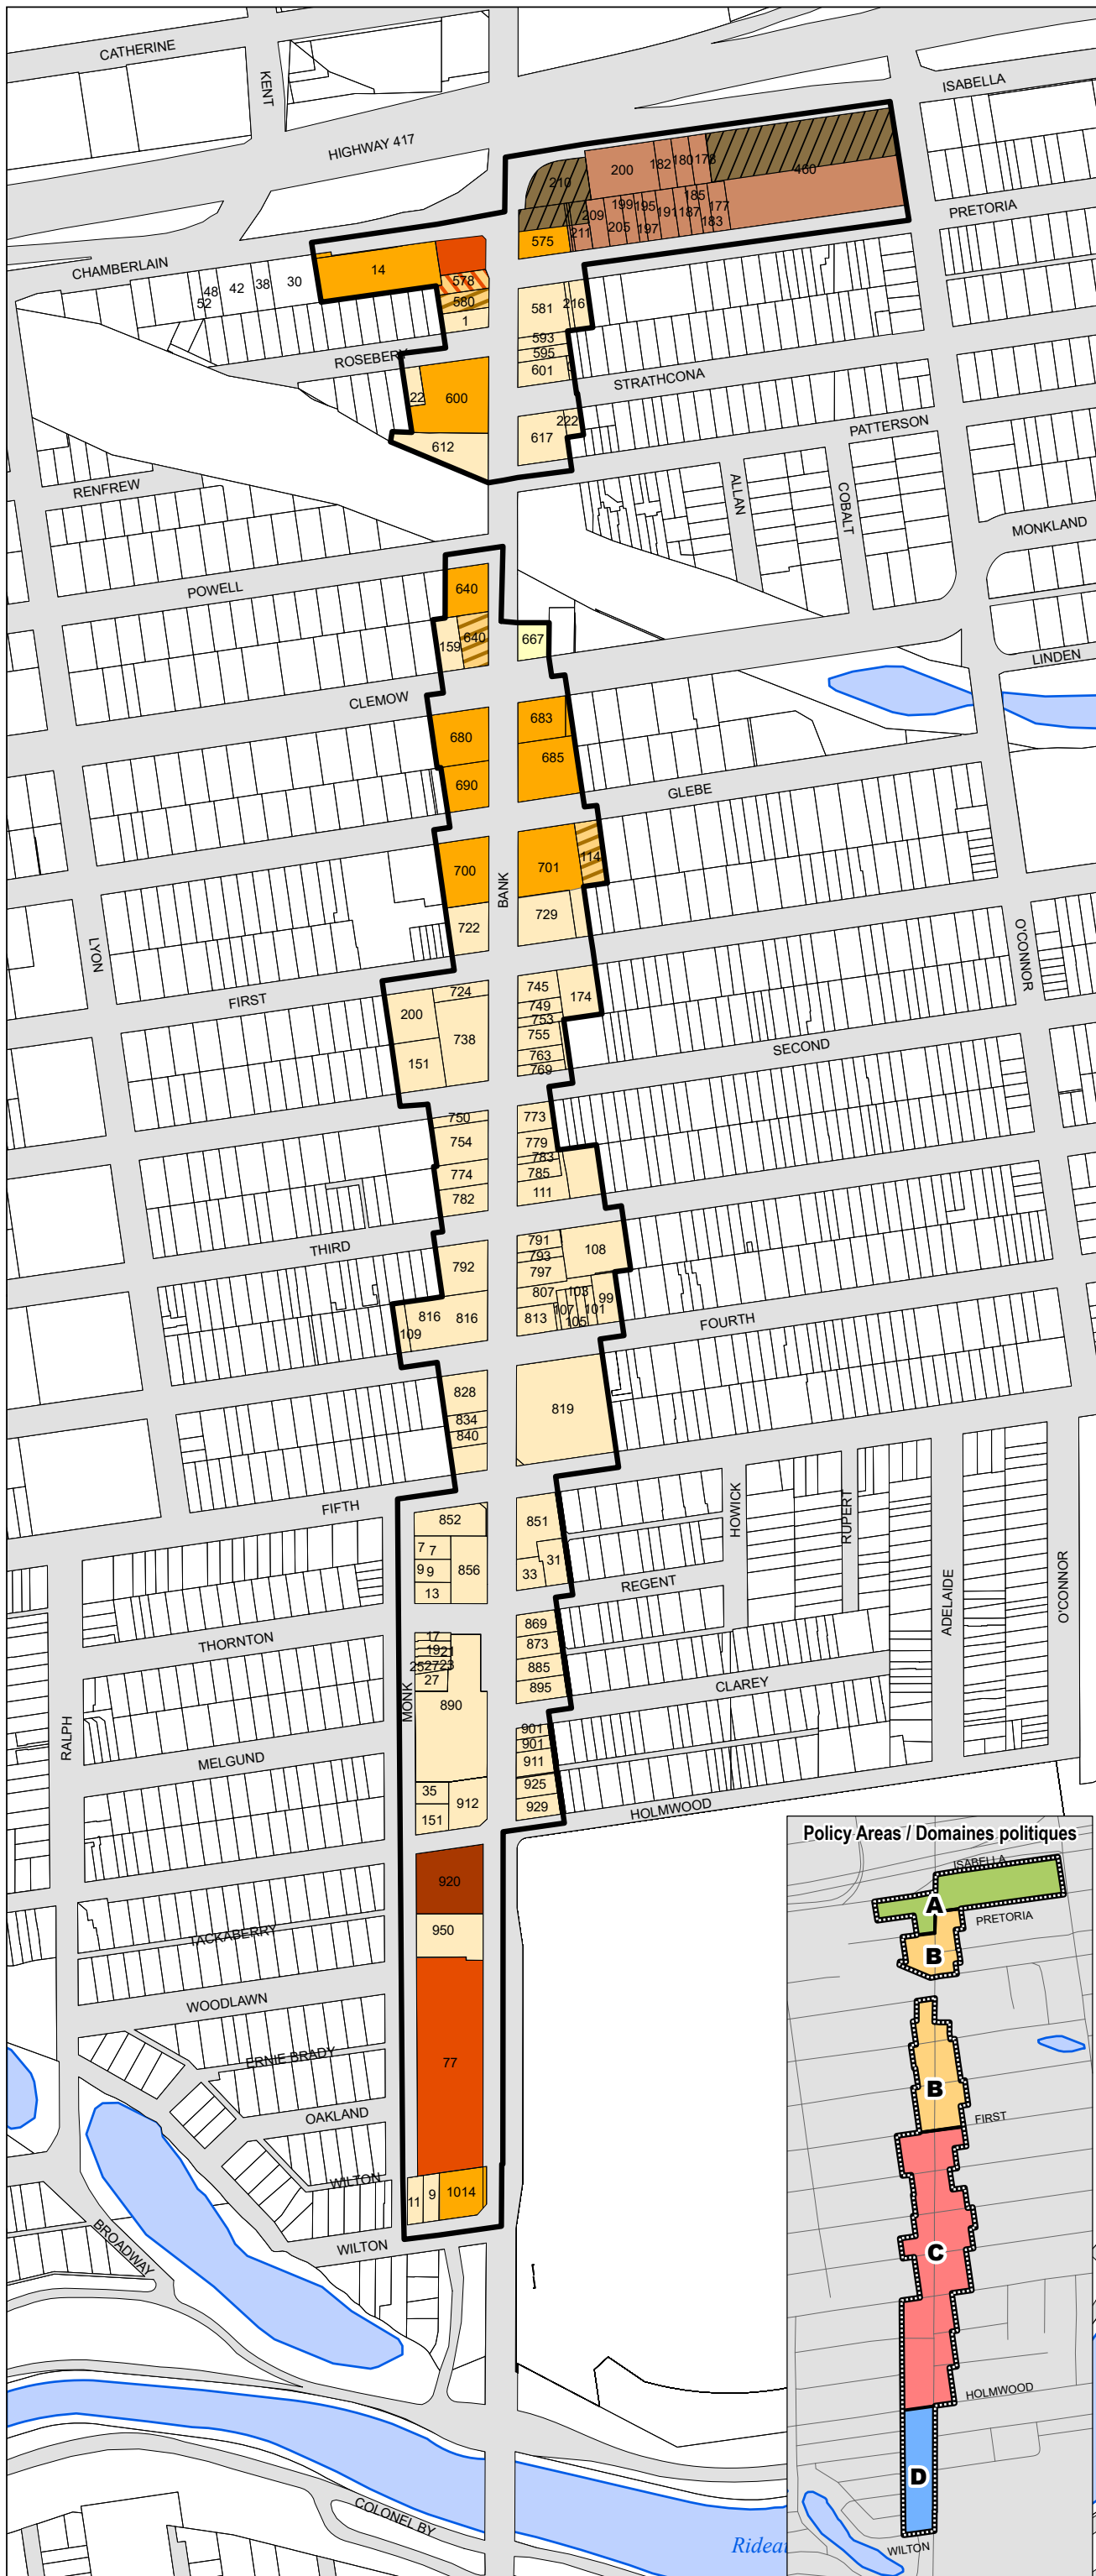 CATHERINE
KENT
ISABELLA
HIGHWAY 417
200
182
180
178
460
210
185
199
195
191
187
177
183
209
205
197
211
PRETORIA
575
CHAMBERLAIN
14
578
580
1
48
52
42
38
30
581
216
593
595
601
ROSEBERY
STRATHCONA
22
600
222
617
612
PATTERSON
RENFREW
ALLAN
COBALT
MONKLAND
POWELL
640
640
159
667
LINDEN
CLEMOW
683
680
685
690
GLEBE
701
114
700
BANK
729
722
LYON
O'CONNOR
FIRST
724
200
738
151
745
174
749
753
755
763
769
SECOND
750
754
774
782
773
779
783
785
111
THIRD
791
793
797
108
792
807
103
99
813
107
101
105
816
816
109
FOURTH
819
828
834
840
FIFTH
852
851
7
7
9
9
13
856
31
33
HOWICK
RUPERT
REGENT
ADELAIDE
O'CONNOR
THORNTON
869
873
885
895
17
19
21
25
27
23
27
890
MONK
CLAREY
RALPH
MELGUND
901
901
911
925
929
35
151
912
HOLMWOOD
920
950
TACKABERRY
WOODLAWN
77
ERNIE BRADY
OAKLAND
WILTON
11
9
1014
WILTON
BROADWAY
COLONEL BY
Policy Areas / Domaines politiques
ISABELLA
A
PRETORIA
B
B
FIRST
C
HOLMWOOD
D
WILTON